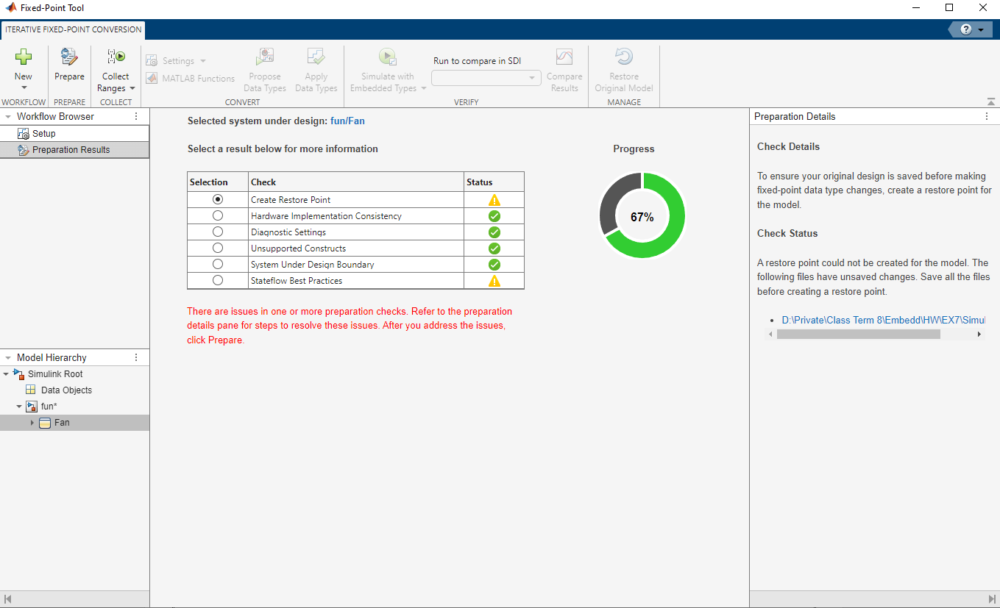 Fixed-Point Tool
ITERATIVE FIXED-POINT CONVERSION
?
New
WORKFLOW
Prepare
PREPARE
Collect
Ranges
COLLECT
Settings
MATLAB Functions
Propose
Data Types
Apply
Data Types
CONVERT
Simulate with
Embedded Types
Run to compare in SDI
Compare
Results
VERIFY
Restore
Original Model
MANAGE
Workflow Browser
Setup
Preparation Results
Model Hierarchy
Simulink Root
Data Objects
fun*
Fan
Selected system under design: fun/Fan
Select a result below for more information
Selection Check Status
Create Restore Point
Hardware Implementation Consistency
Diagnostic Settings
Unsupported Constructs
System Under Design Boundary
Stateflow Best Practices
There are issues in one or more preparation checks. Refer to the preparation
details pane for steps to resolve these issues. After you address the issues,
click Prepare.
Progress
67%
Preparation Details
Check Details
To ensure your original design is saved before making
fixed-point data type changes, create a restore point for
the model.
Check Status
A restore point could not be created for the model. The
following files have unsaved changes. Save all the files
before creating a restore point.
• D:\Private\Class Term 8\Embedd\HW\EX7\Simul